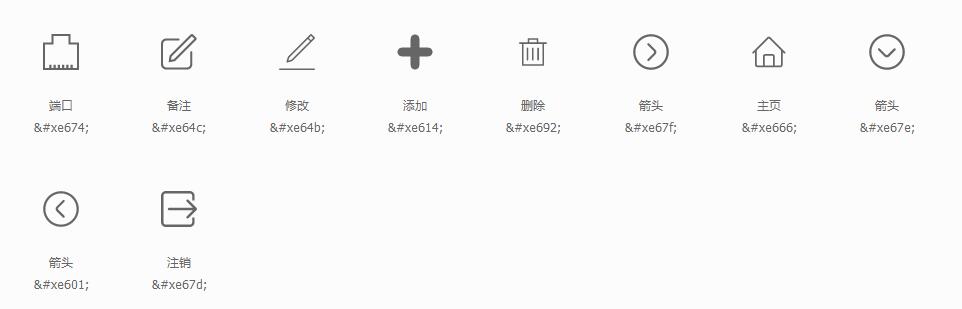 端口 备注 修改 添加 删除 箭头 主页 箭头
&#xe674; &#xe64c; &#xe64b; &#xe614; &#xe692; &#xe67f; &#xe666; &#xe67e;
箭头 注销
&#xe601; &#xe67d;